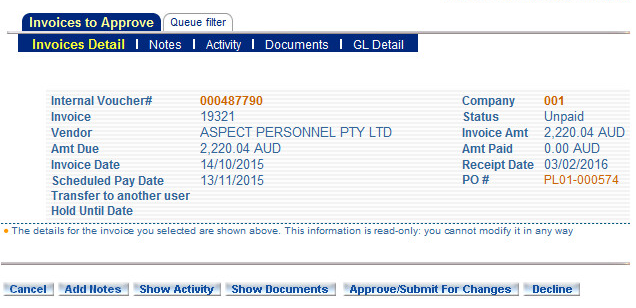 Invoices to Approve Queue filter
Invoices Detail Notes Activity Documents GL Detail
Internal Voucher# 000487790 Company 001
Invoice 19321 Status Unpaid
Vendor ASPECT PERSONNEL PTY LTD Invoice Amt 2,220.04 AUD
Amt Due 2,220.04 AUD Amt Paid 0.00 AUD
Invoice Date 14/10/2015 Receipt Date 03/02/2016
Scheduled Pay Date 13/11/2015 PO # PL01-000574
Transfer to another user
Hold Until Date
The details for the invoice you selected are shown above. This information is read-only: you cannot modify it in any way
Cancel Add Notes Show Activity Show Documents Approve/Submit For Changes Decline